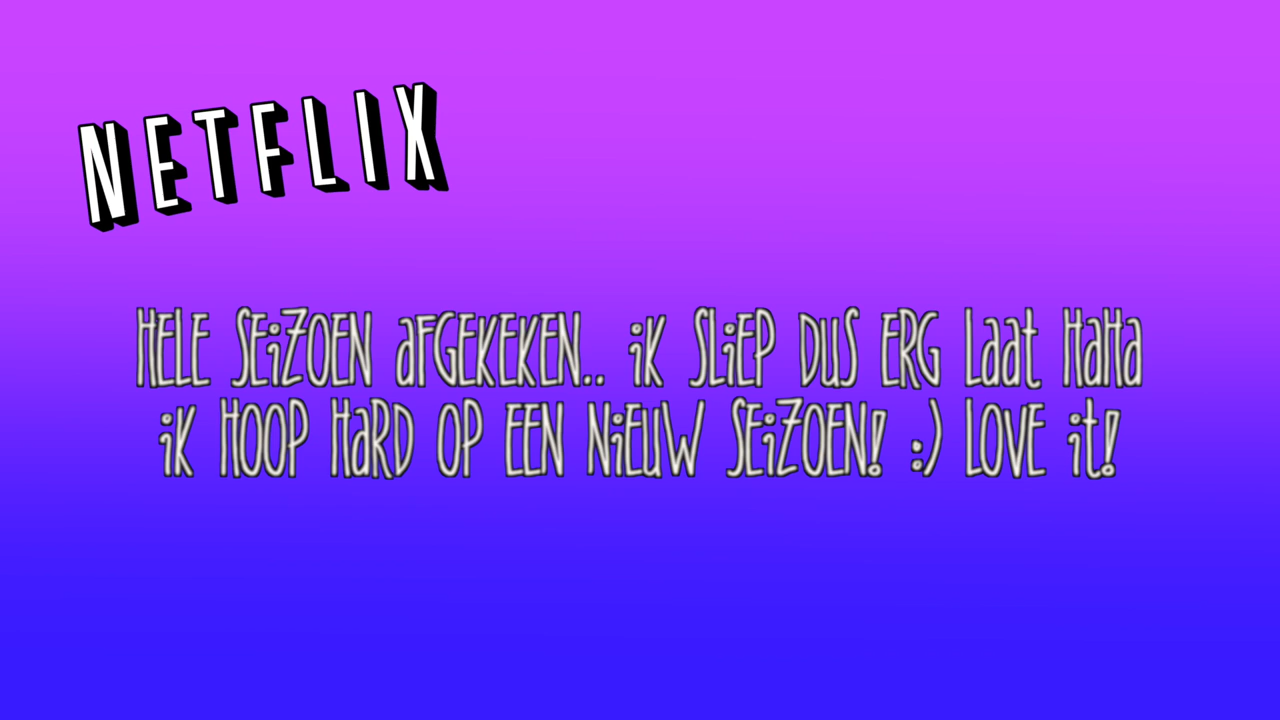 NETFLIX
HELE SEiZOEN aFGEKEKEN.. iK SLiEP DuS ERG Laat HaHa
iK HOOP HaRD OP EEN NiEuW SEiZOEN! :) LOVE it!